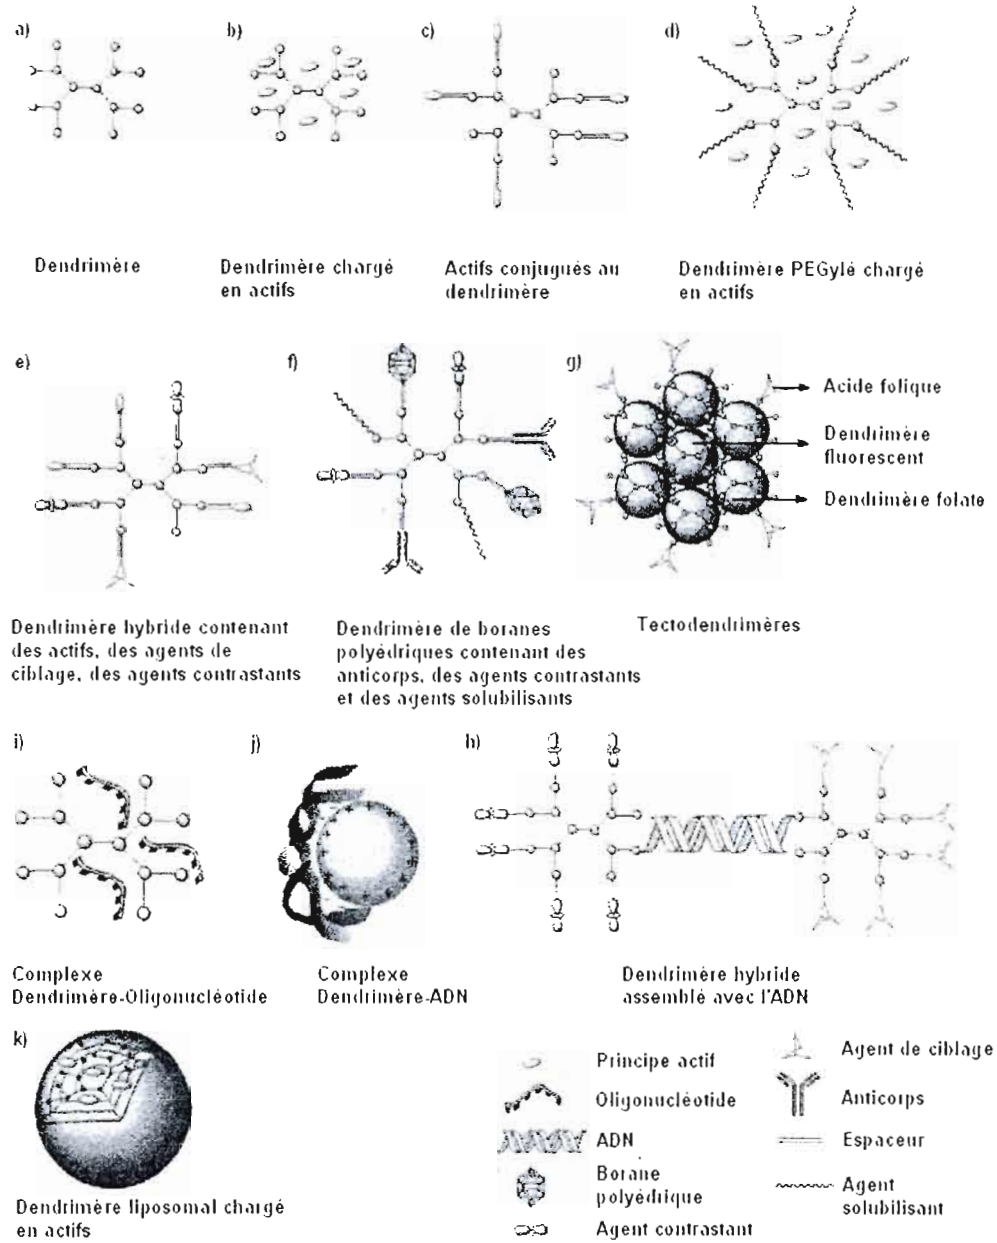 a)
b)
c)
d)
Dendrimère
Dendrimère chargé
en actifs
Actifs conjugués au
dendrimère
Dendrimère PEGylé chargé
en actifs
e)
f)
g)
Acide folique
Dendrimère
fluorescent
Dendrimère folate
Dendrimère hybride contenant
des actifs, des agents de
ciblage, des agents contrastants
Dendrimère de boranes
polyédriques contenant des
anticorps, des agents contrastants
et des agents solubilisants
Tectodendrimères
i)
j)
h)
Complexe
Dendrimère-Oligonucléotide
Complexe
Dendrimère-ADN
Dendrimère hybride
assemblé avec l'ADN
k)
Dendrimère liposomal chargé
en actifs
Principe actif
Oligonucléotide
ADN
Borane
polyédrique
Agent contrastant
Agent de ciblage
Anticorps
Espaceur
Agent
solubilisant